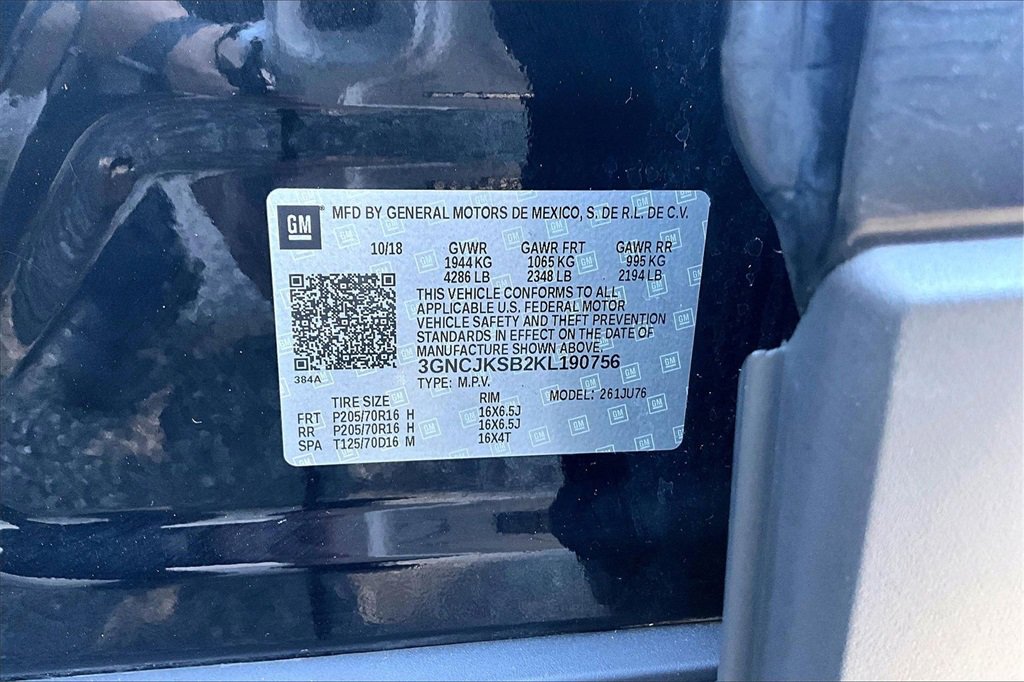 GM MFD BY GENERAL MOTORS DE MEXICO, S. DE R.L. DE C.V.
10/18 GVWR GAWR FRT GAWR RR
1944 KG 1065 KG 995 KG
4286 LB 2348 LB 2194 LB
THIS VEHICLE CONFORMS TO ALL
APPLICABLE U.S. FEDERAL MOTOR
VEHICLE SAFETY AND THEFT PREVENTION
STANDARDS IN EFFECT ON THE DATE OF
MANUFACTURE SHOWN ABOVE.
3GNCJKSB2KL190756
384A TYPE: M.P.V. MODEL: 261JU76
TIRE SIZE RIM
FRT P205/70R16 H 16X6.5J
RR P205/70R16 H 16X6.5J
SPA T125/70D16 M 16X4T